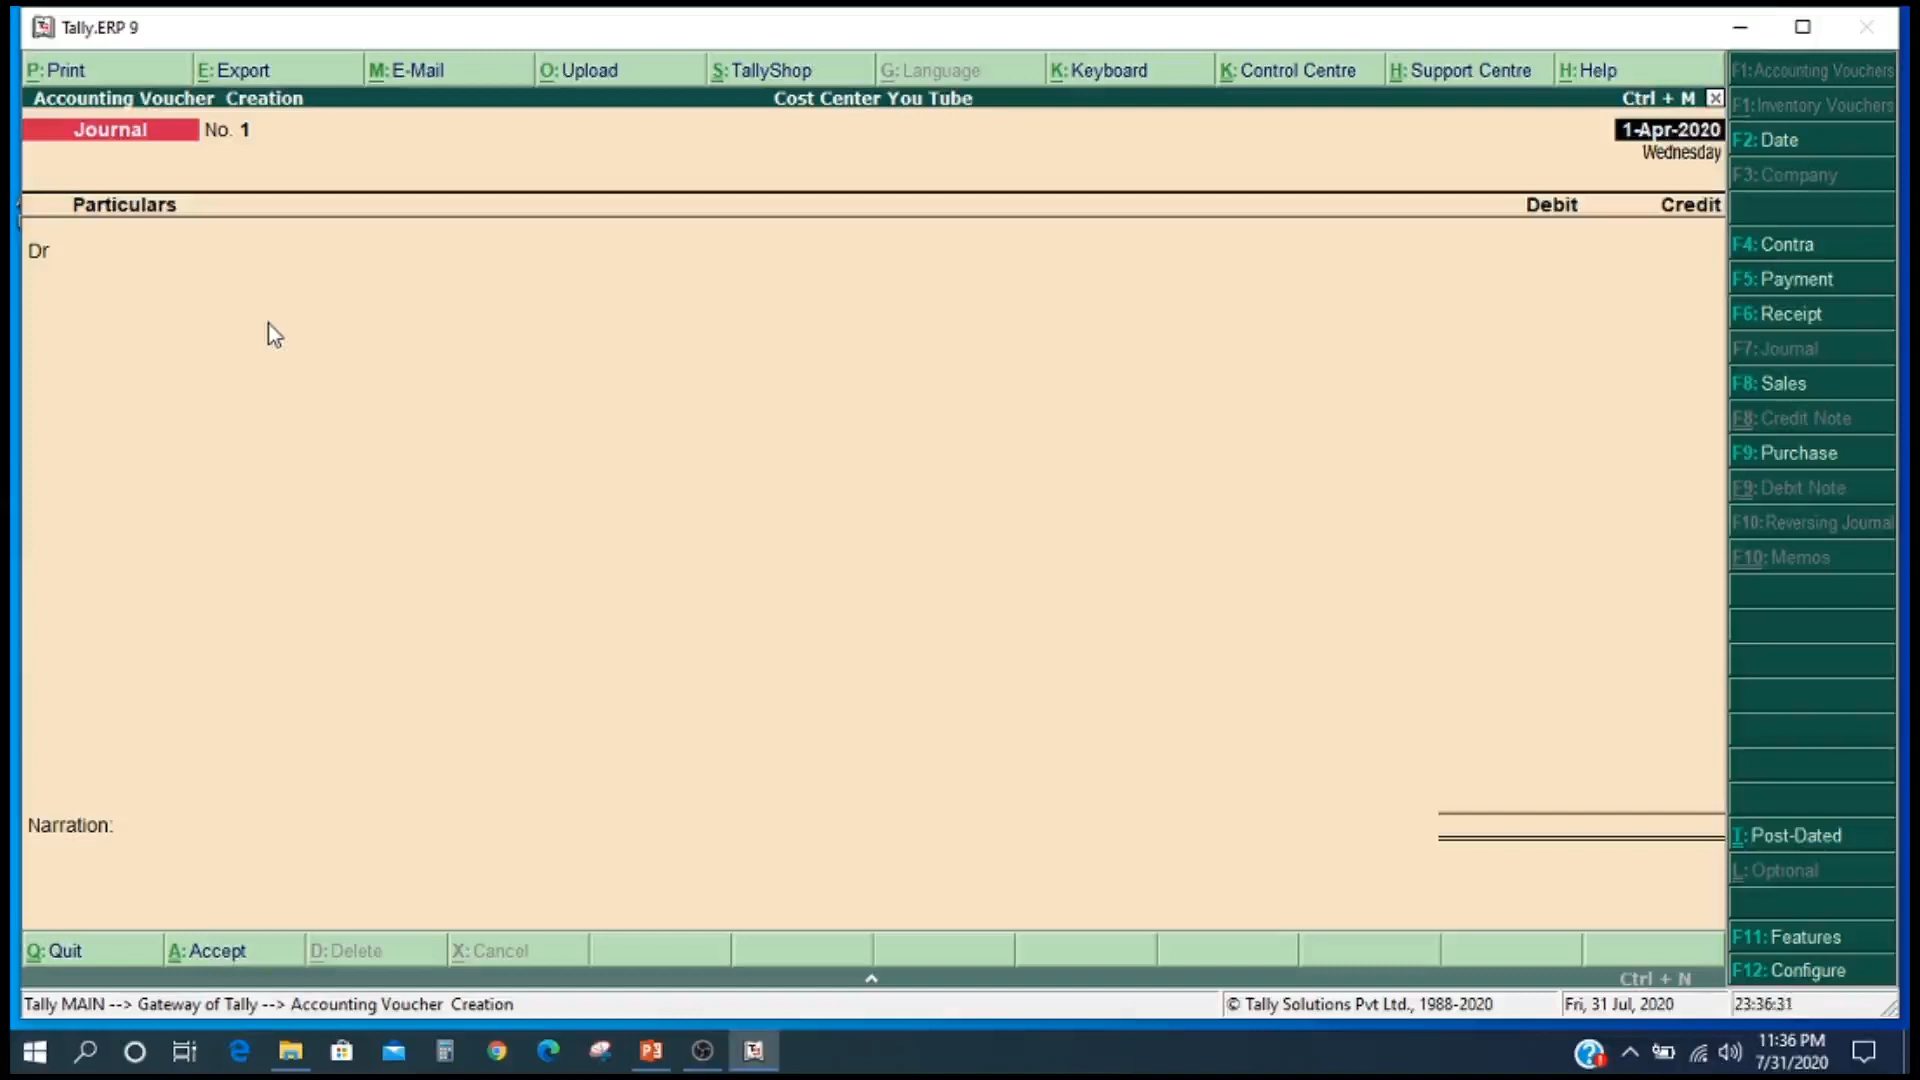 Tally.ERP 9
P: Print E: Export M: E-Mail O: Upload S: TallyShop G: Language K: Keyboard K: Control Centre H: Support Centre H: Help
Accounting Voucher Creation Cost Center You Tube Ctrl + M
Journal No. 1 1-Apr-2020
Wednesday
Particulars Debit Credit
Dr
Narration:
F1: Accounting Vouchers
F1: Inventory Vouchers
F2: Date
F3: Company
F4: Contra
F5: Payment
F6: Receipt
F7: Journal
F8: Sales
F8: Credit Note
F9: Purchase
F9: Debit Note
F10: Reversing Journal
F10: Memos
T: Post-Dated
L: Optional
F11: Features
F12: Configure
Q: Quit A: Accept D: Delete X: Cancel
Ctrl + N
Tally MAIN --> Gateway of Tally --> Accounting Voucher Creation © Tally Solutions Pvt Ltd., 1988-2020 Fri, 31 Jul, 2020 23:36:31
11:36 PM
7/31/2020